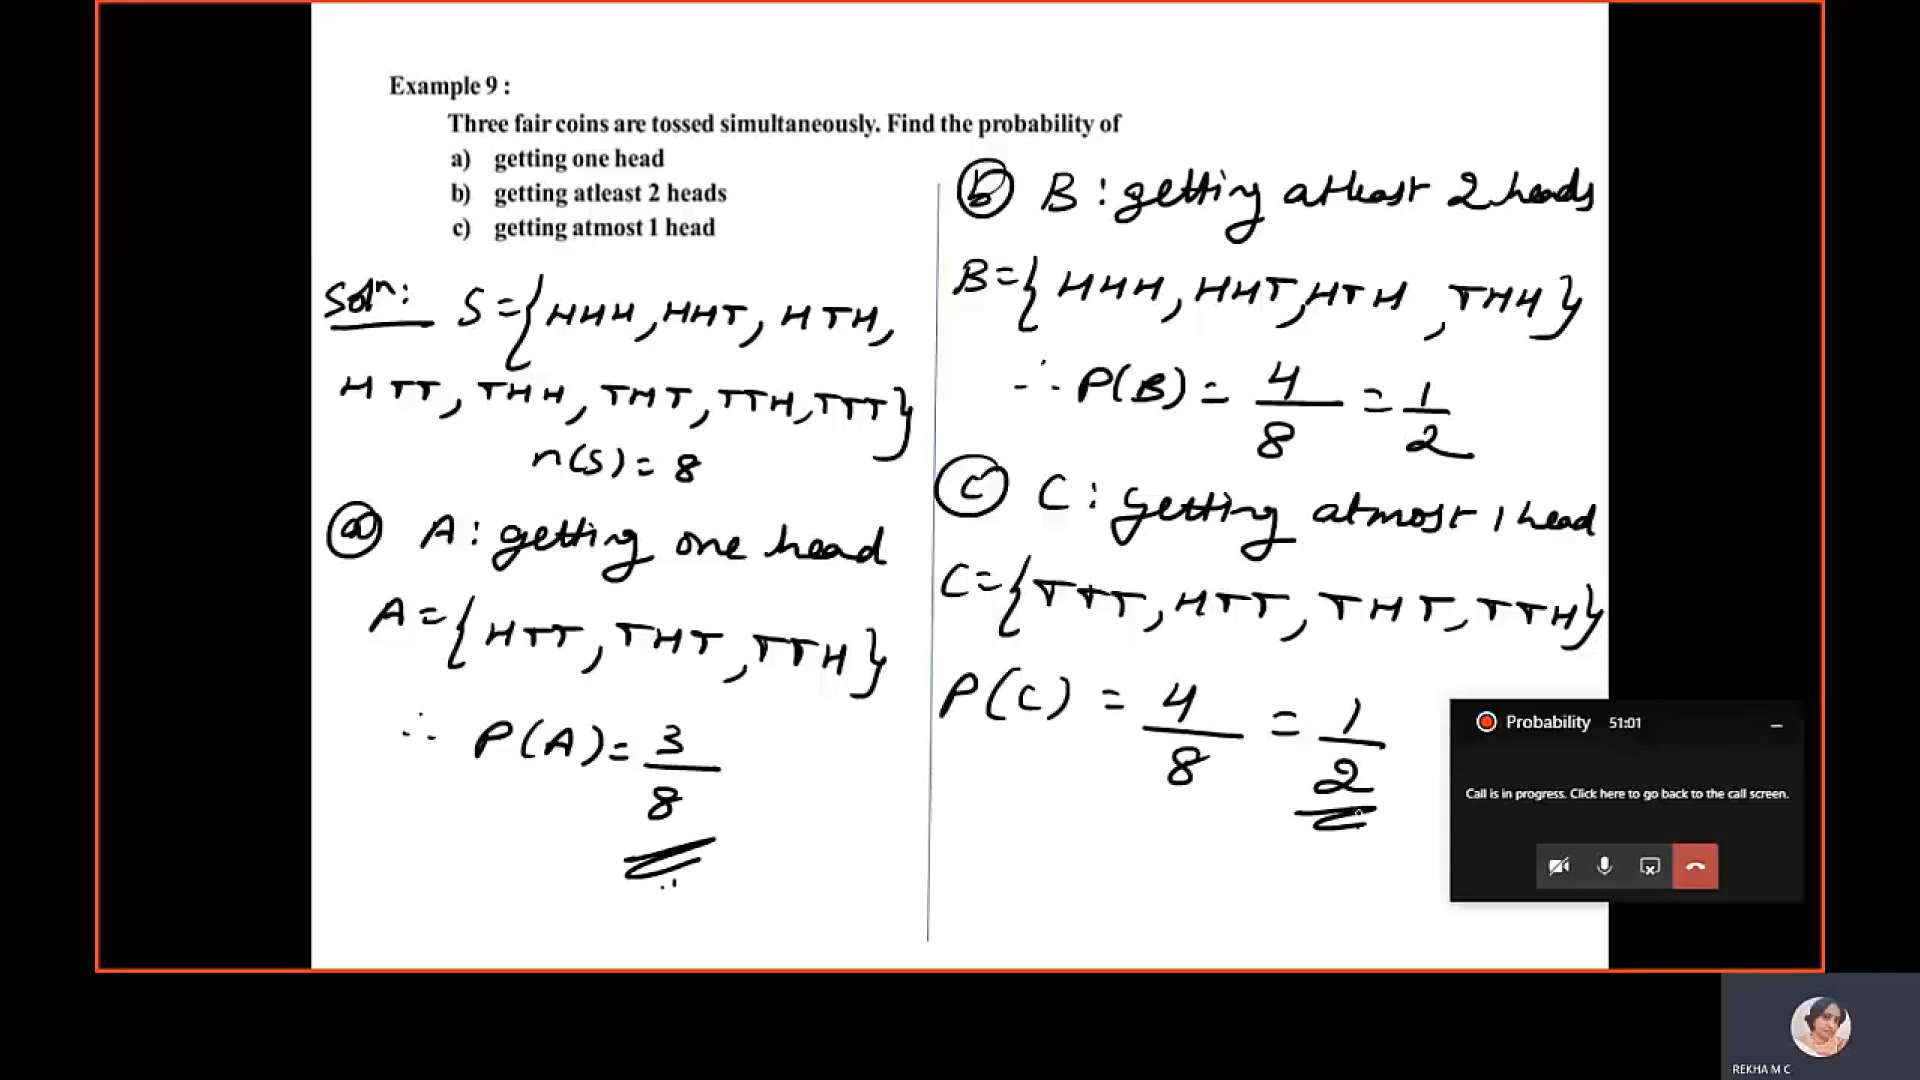 Example 9 :
Three fair coins are tossed simultaneously. Find the probability of
a) getting one head
b) getting atleast 2 heads
c) getting atmost 1 head
Soln: S = {HHH, HHT, HTH,
HTT, THH, THT, TTH, TTT}
n(S) = 8
(a) A : getting one head
A = {HTT, THT, TTH}
∴ P(A) = 3/8
(b) B : getting atleast 2 heads
B = {HHH, HHT, HTH, THH}
∴ P(B) = 4/8 = 1/2
(c) C : getting atmost 1 head
C = {TTT, HTT, THT, TTH}
P(C) = 4/8 = 1/2
Probability 51:01
Call is in progress. Click here to go back to the call screen.
REKHA M C